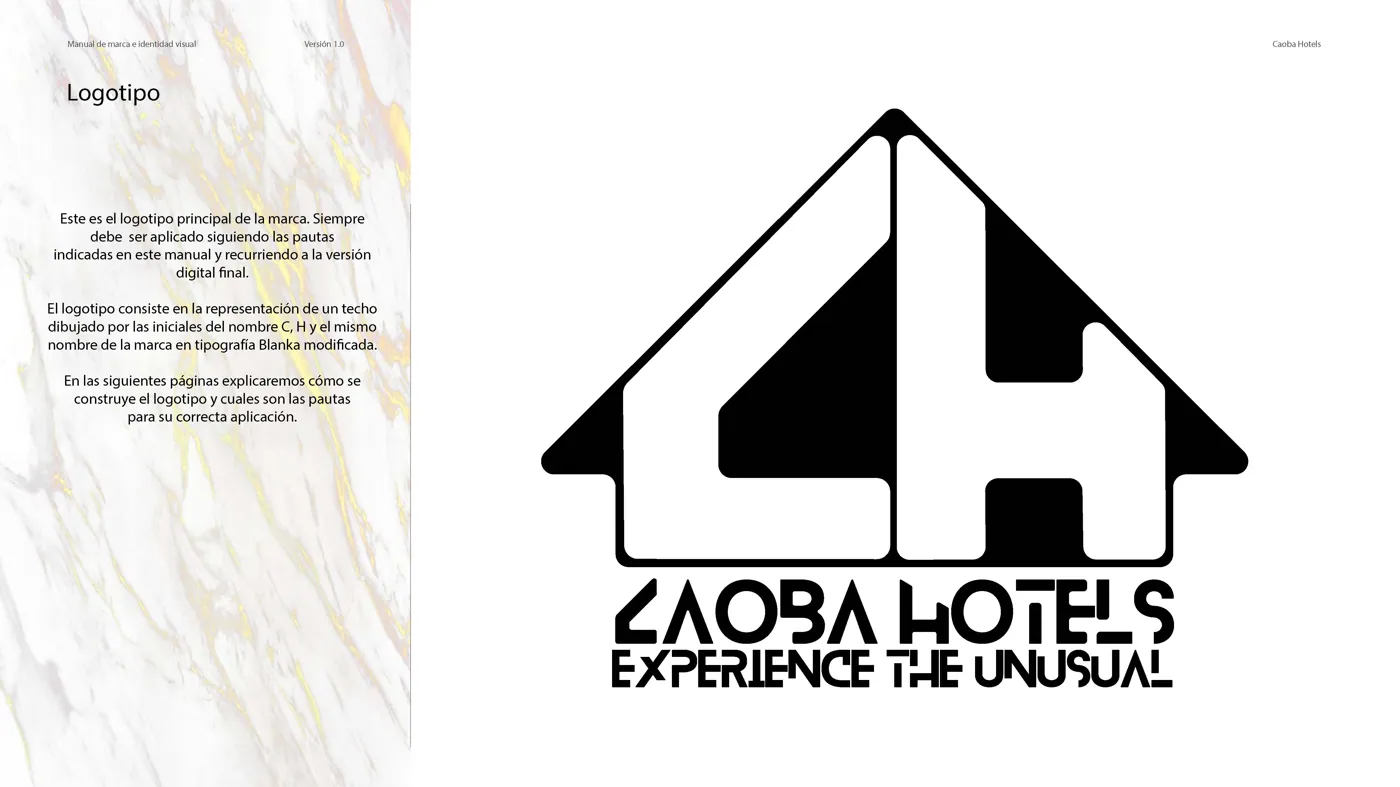 Manual de marca e identidad visual
Versión 1.0
Caoba Hotels
Logotipo
Este es el logotipo principal de la marca. Siempre
debe ser aplicado siguiendo las pautas
indicadas en este manual y recurriendo a la versión
digital final.
El logotipo consiste en la representación de un techo
dibujado por las iniciales del nombre C, H y el mismo
nombre de la marca en tipografía Blanka modificada.
En las siguientes páginas explicaremos cómo se
construye el logotipo y cuales son las pautas
para su correcta aplicación.
CH
CAOBA HOTELS
EXPERIENCE THE UNUSUAL